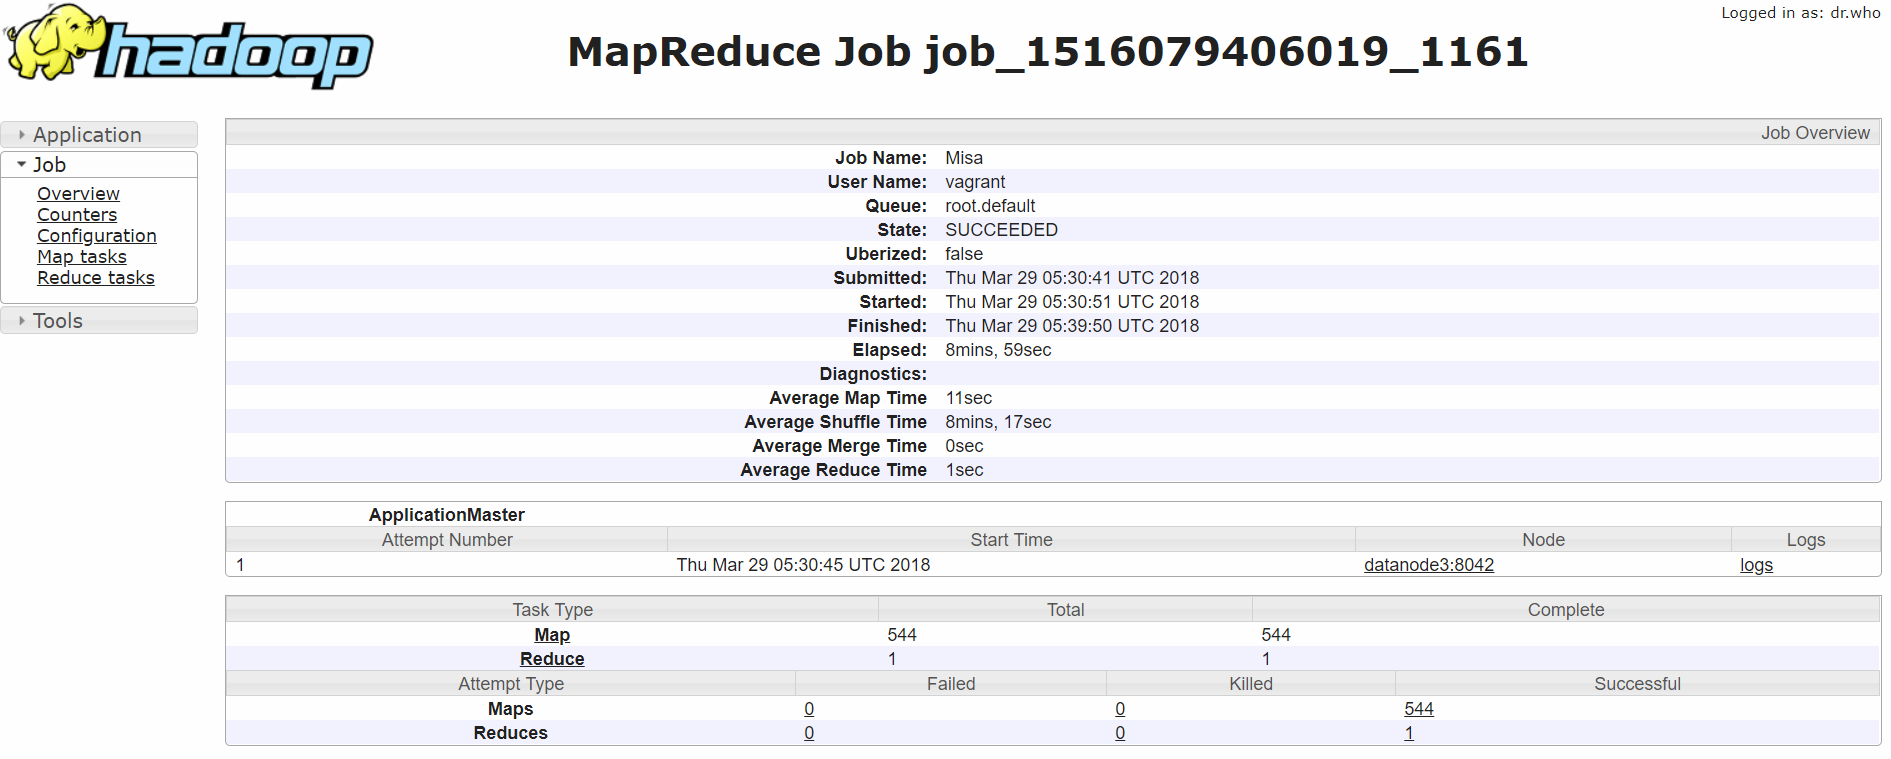 Logged in as: dr.who
hadoop
MapReduce Job job_1516079406019_1161
Application
Job
Overview
Counters
Configuration
Map tasks
Reduce tasks
Tools
Job Overview
Job Name: Misa
User Name: vagrant
Queue: root.default
State: SUCCEEDED
Uberized: false
Submitted: Thu Mar 29 05:30:41 UTC 2018
Started: Thu Mar 29 05:30:51 UTC 2018
Finished: Thu Mar 29 05:39:50 UTC 2018
Elapsed: 8mins, 59sec
Diagnostics:
Average Map Time 11sec
Average Shuffle Time 8mins, 17sec
Average Merge Time 0sec
Average Reduce Time 1sec
ApplicationMaster
Attempt Number Start Time Node Logs
1 Thu Mar 29 05:30:45 UTC 2018 datanode3:8042 logs
Task Type Total Complete
Map 544 544
Reduce 1 1
Attempt Type Failed Killed Successful
Maps 0 0 544
Reduces 0 0 1